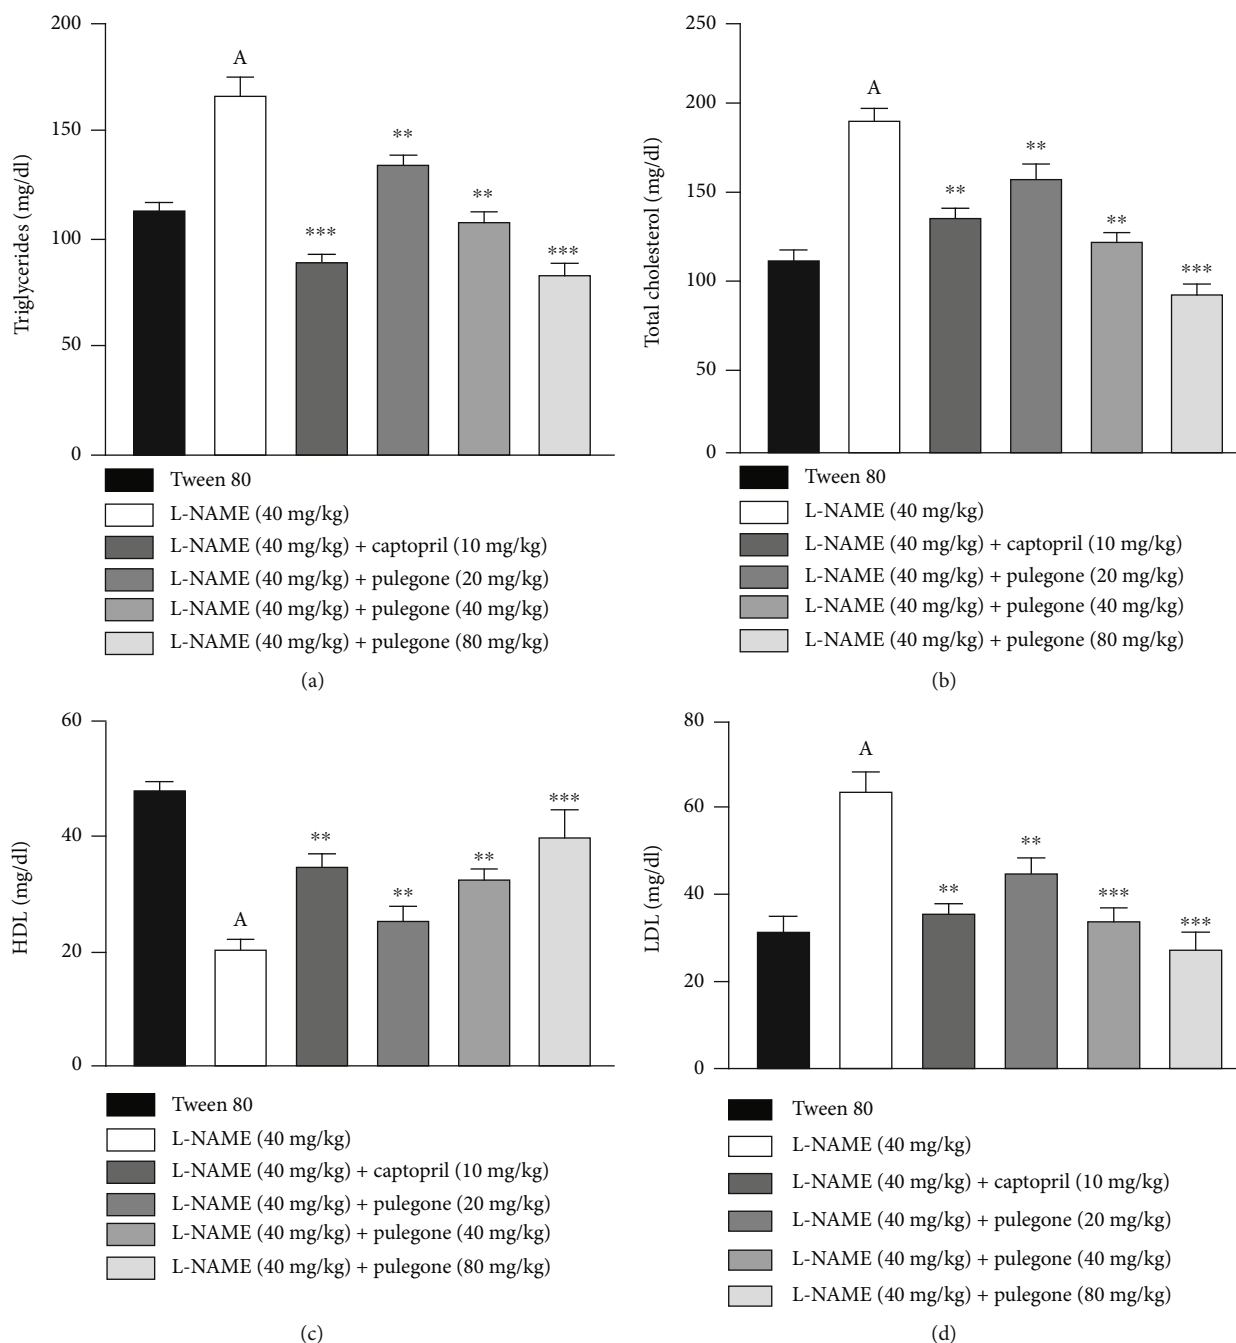 200
150
100
50
0
Triglycerides (mg/dl)
A
***
**
**
***
Tween 80
L-NAME (40 mg/kg)
L-NAME (40 mg/kg) + captopril (10 mg/kg)
L-NAME (40 mg/kg) + pulegone (20 mg/kg)
L-NAME (40 mg/kg) + pulegone (40 mg/kg)
L-NAME (40 mg/kg) + pulegone (80 mg/kg)
(a)
250
200
150
100
50
0
Total cholesterol (mg/dl)
A
**
**
**
***
Tween 80
L-NAME (40 mg/kg)
L-NAME (40 mg/kg) + captopril (10 mg/kg)
L-NAME (40 mg/kg) + pulegone (20 mg/kg)
L-NAME (40 mg/kg) + pulegone (40 mg/kg)
L-NAME (40 mg/kg) + pulegone (80 mg/kg)
(b)
60
40
20
0
HDL (mg/dl)
A
**
**
**
***
Tween 80
L-NAME (40 mg/kg)
L-NAME (40 mg/kg) + captopril (10 mg/kg)
L-NAME (40 mg/kg) + pulegone (20 mg/kg)
L-NAME (40 mg/kg) + pulegone (40 mg/kg)
L-NAME (40 mg/kg) + pulegone (80 mg/kg)
(c)
80
60
40
20
0
LDL (mg/dl)
A
**
**
***
***
Tween 80
L-NAME (40 mg/kg)
L-NAME (40 mg/kg) + captopril (10 mg/kg)
L-NAME (40 mg/kg) + pulegone (20 mg/kg)
L-NAME (40 mg/kg) + pulegone (40 mg/kg)
L-NAME (40 mg/kg) + pulegone (80 mg/kg)
(d)